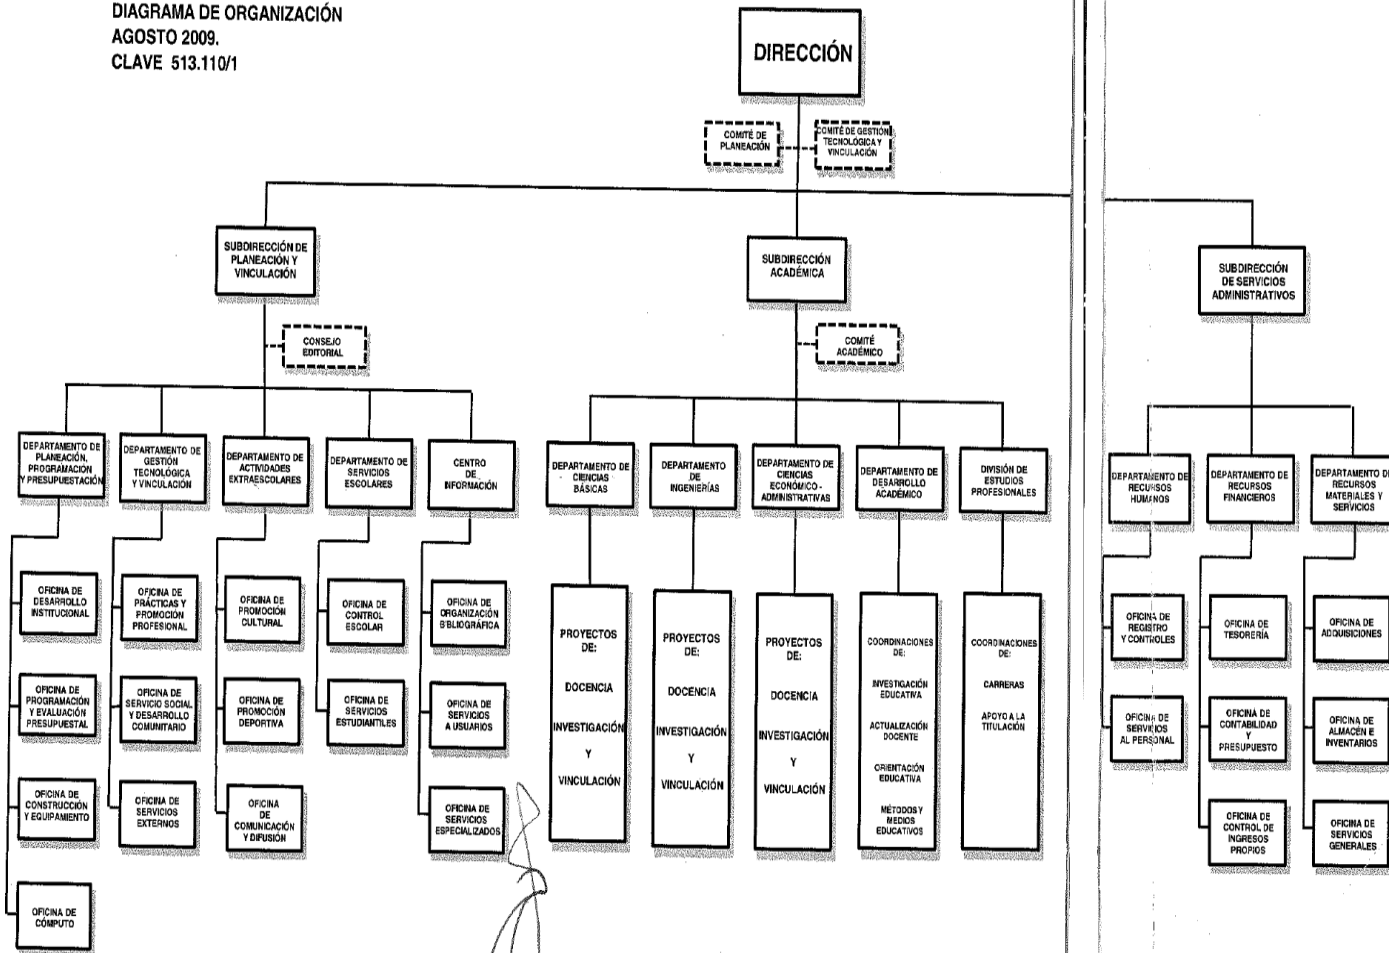 DIAGRAMA DE ORGANIZACIÓN
AGOSTO 2009.
CLAVE 513.110/1
DIRECCIÓN
COMITÉ DE
PLANEACIÓN
COMITÉ DE GESTIÓN
TECNOLÓGICA Y
VINCULACIÓN
SUBDIRECCIÓN DE
PLANEACIÓN Y
VINCULACIÓN
SUBDIRECCIÓN
ACADÉMICA
SUBDIRECCIÓN
DE SERVICIOS
ADMINISTRATIVOS
CONSEJO
EDITORIAL
COMITÉ
ACADÉMICO
DEPARTAMENTO DE
PLANEACIÓN,
PROGRAMACIÓN
Y PRESUPUESTACIÓN
DEPARTAMENTO DE
GESTIÓN
TECNOLÓGICA
Y VINCULACIÓN
DEPARTAMENTO DE
ACTIVIDADES
EXTRAESCOLARES
DEPARTAMENTO DE
SERVICIOS
ESCOLARES
CENTRO
DE
INFORMACIÓN
DEPARTAMENTO DE
CIENCIAS
BÁSICAS
DEPARTAMENTO
DE
INGENIERÍAS
DEPARTAMENTO DE
CIENCIAS
ECONÓMICO -
ADMINISTRATIVAS
DEPARTAMENTO DE
DESARROLLO
ACADÉMICO
DIVISIÓN DE
ESTUDIOS
PROFESIONALES
DEPARTAMENTO DE
RECURSOS
HUMANOS
DEPARTAMENTO DE
RECURSOS
FINANCIEROS
DEPARTAMENTO DE
RECURSOS
MATERIALES Y
SERVICIOS
OFICINA DE
DESARROLLO
INSTITUCIONAL
OFICINA DE
PROGRAMACIÓN
Y EVALUACIÓN
PRESUPUESTAL
OFICINA DE
CONSTRUCCIÓN
Y EQUIPAMIENTO
OFICINA DE
CÓMPUTO
OFICINA DE
PRÁCTICAS Y
PROMOCIÓN
PROFESIONAL
OFICINA DE
SERVICIO SOCIAL
Y DESARROLLO
COMUNITARIO
OFICINA DE
SERVICIOS
EXTERNOS
OFICINA DE
PROMOCIÓN
CULTURAL
OFICINA DE
PROMOCIÓN
DEPORTIVA
OFICINA
DE
COMUNICACIÓN
Y DIFUSIÓN
OFICINA DE
CONTROL
ESCOLAR
OFICINA DE
SERVICIOS
ESTUDIANTILES
OFICINA DE
ORGANIZACIÓN
BIBLIOGRÁFICA
OFICINA DE
SERVICIOS
A USUARIOS
OFICINA DE
SERVICIOS
ESPECIALIZADOS
PROYECTOS
DE:
DOCENCIA
INVESTIGACIÓN
Y
VINCULACIÓN
PROYECTOS
DE:
DOCENCIA
INVESTIGACIÓN
Y
VINCULACIÓN
PROYECTOS
DE:
DOCENCIA
INVESTIGACIÓN
Y
VINCULACIÓN
COORDINACIONES
DE:
INVESTIGACIÓN
EDUCATIVA
ACTUALIZACIÓN
DOCENTE
ORIENTACIÓN
EDUCATIVA
MÉTODOS Y
MEDIOS
EDUCATIVOS
COORDINACIONES
DE:
CARRERAS
APOYO A LA
TITULACIÓN
OFICINA DE
REGISTRO
Y CONTROLES
OFICINA DE
SERVICIOS
AL PERSONAL
OFICINA DE
TESORERÍA
OFICINA DE
CONTABILIDAD
Y
PRESUPUESTO
OFICINA DE
CONTROL DE
INGRESOS
PROPIOS
OFICINA DE
ADQUISICIONES
OFICINA DE
ALMACÉN E
INVENTARIOS
OFICINA DE
SERVICIOS
GENERALES